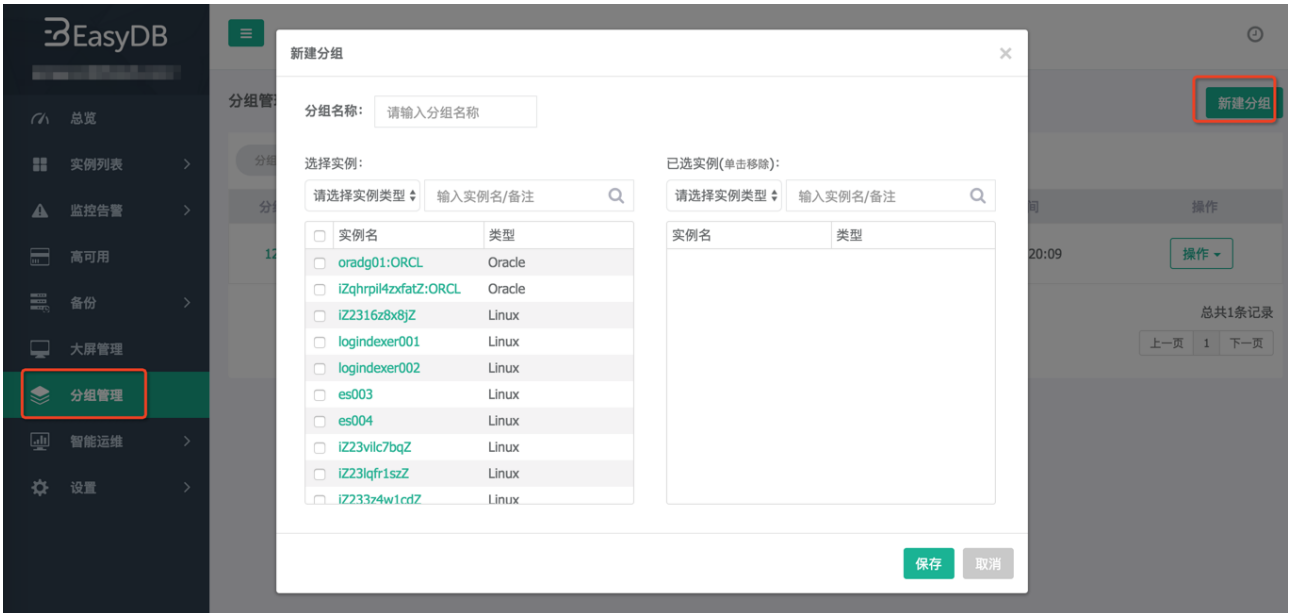 EasyDB
总览
实例列表
监控告警
高可用
备份
大屏管理
分组管理
智能运维
设置
分组管
新建分组
分组
分
间
操作
12
20:09
操作
总共1条记录
上一页 1 下一页
新建分组
分组名称: 请输入分组名称
选择实例:
请选择实例类型 输入实例名/备注
实例名 类型
oradg01:ORCL Oracle
iZqhrpil4zxfatZ:ORCL Oracle
iZ2316z8x8jZ Linux
logindexer001 Linux
logindexer002 Linux
es003 Linux
es004 Linux
iZ23vilc7bqZ Linux
iZ23lqfr1szZ Linux
iZ233z4w1cdZ Linux
已选实例(单击移除):
请选择实例类型 输入实例名/备注
实例名 类型
保存 取消